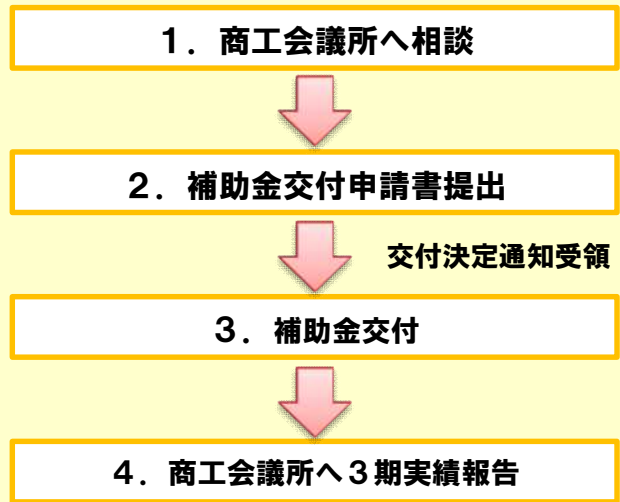 １．商工会議所へ相談
２．補助金交付申請書提出
交付決定通知受領
３．補助金交付
４．商工会議所へ３期実績報告